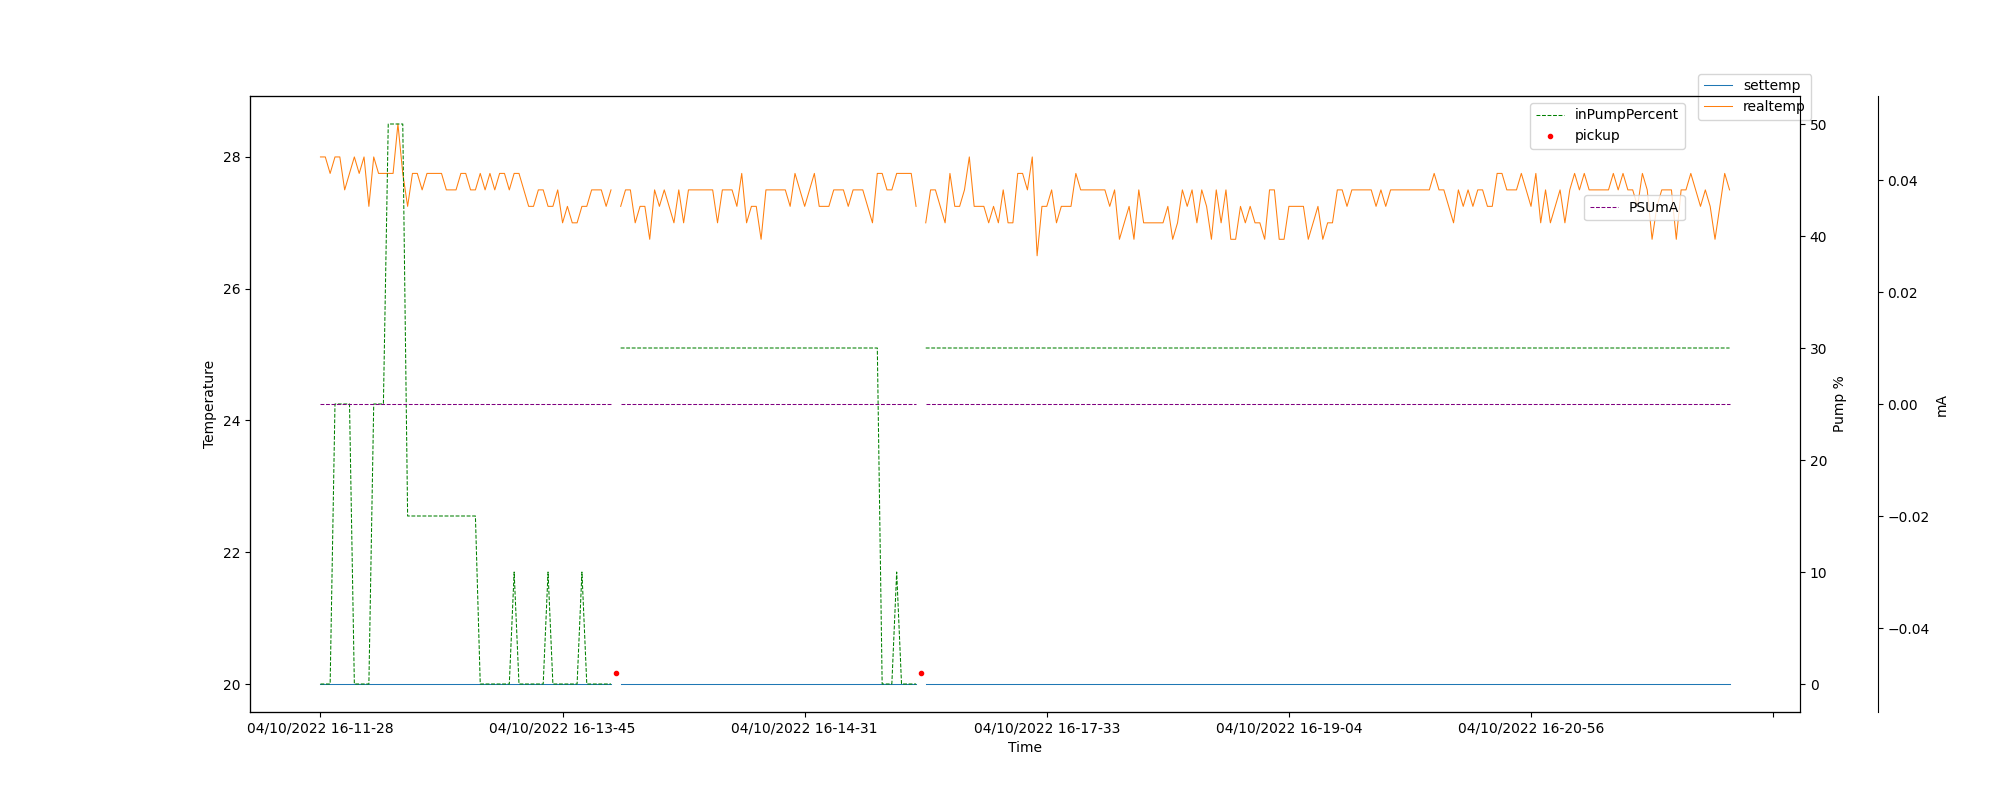 settemp
realtemp
inPumpPercent
pickup
PSUmA
28
26
24
22
20
Temperature
50
40
30
20
10
0
Pump %
0.04
0.02
0.00
−0.02
−0.04
mA
04/10/2022 16-11-28
04/10/2022 16-13-45
04/10/2022 16-14-31
04/10/2022 16-17-33
04/10/2022 16-19-04
04/10/2022 16-20-56
Time